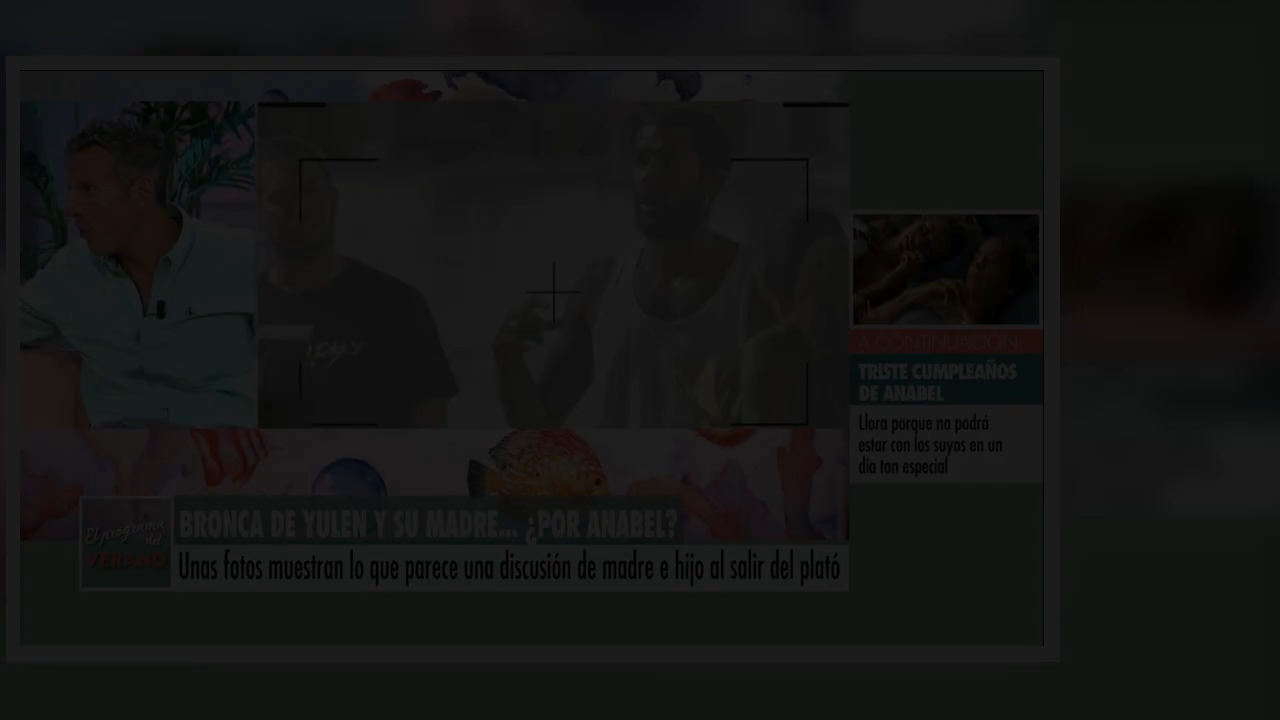 A CONTINUACIÓN
TRISTE CUMPLEAÑOS
DE ANABEL
Llora porque no podrá
estar con los suyos en un
día tan especial
El programa
del
VERANO
BRONCA DE YULEN Y SU MADRE... ¿POR ANABEL?
Unas fotos muestran lo que parece una discusión de madre e hijo al salir del plató